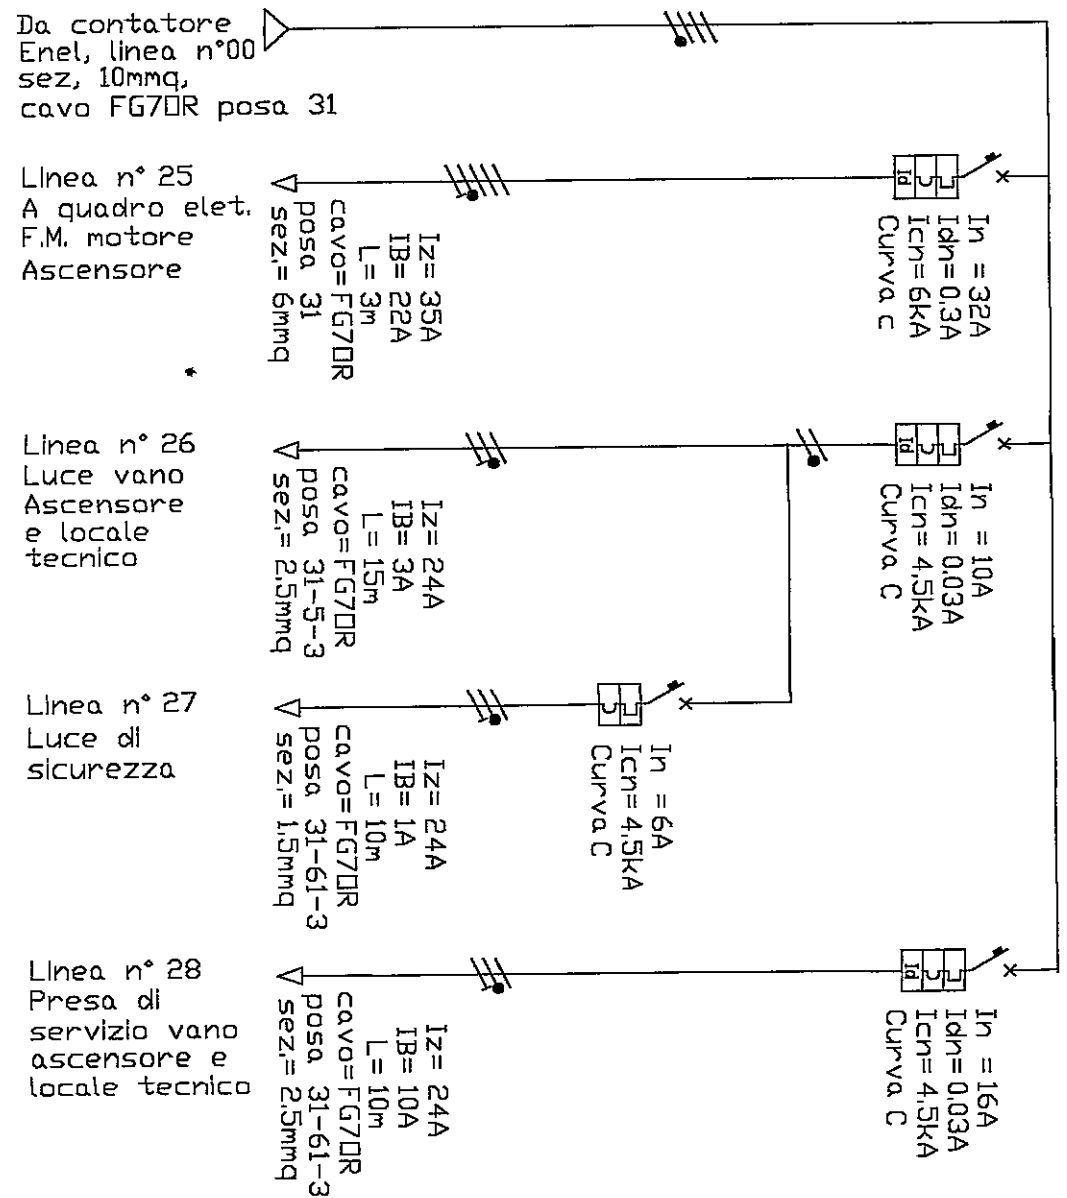 Da contatore
Enel, linea n°00
sez, 10mmq,
cavo FG7OR posa 31
Linea n° 25
A quadro elet.
F.M. motore
Ascensore
Iz= 35A
IB= 22A
L= 3m
cavo=FG7OR
posa 31
sez.= 6mmq
In =32A
Idn=0,3A
Icn=6kA
Curva c
Id
Linea n° 26
Luce vano
Ascensore
e locale
tecnico
Iz= 24A
IB= 3A
L= 15m
cavo=FG7OR
posa 31-5-3
sez.= 2,5mmq
In =10A
Idn=0,03A
Icn=4,5kA
Curva C
Id
Linea n° 27
Luce di
sicurezza
Iz= 24A
IB= 1A
L= 10m
cavo=FG7OR
posa 31-61-3
sez.= 1,5mmq
In =6A
Icn=4,5kA
Curva C
Linea n° 28
Presa di
servizio vano
ascensore e
locale tecnico
Iz= 24A
IB= 10A
L= 10m
cavo=FG7OR
posa 31-61-3
sez.= 2,5mmq
In =16A
Idn=0,03A
Icn=4,5kA
Curva C
Id